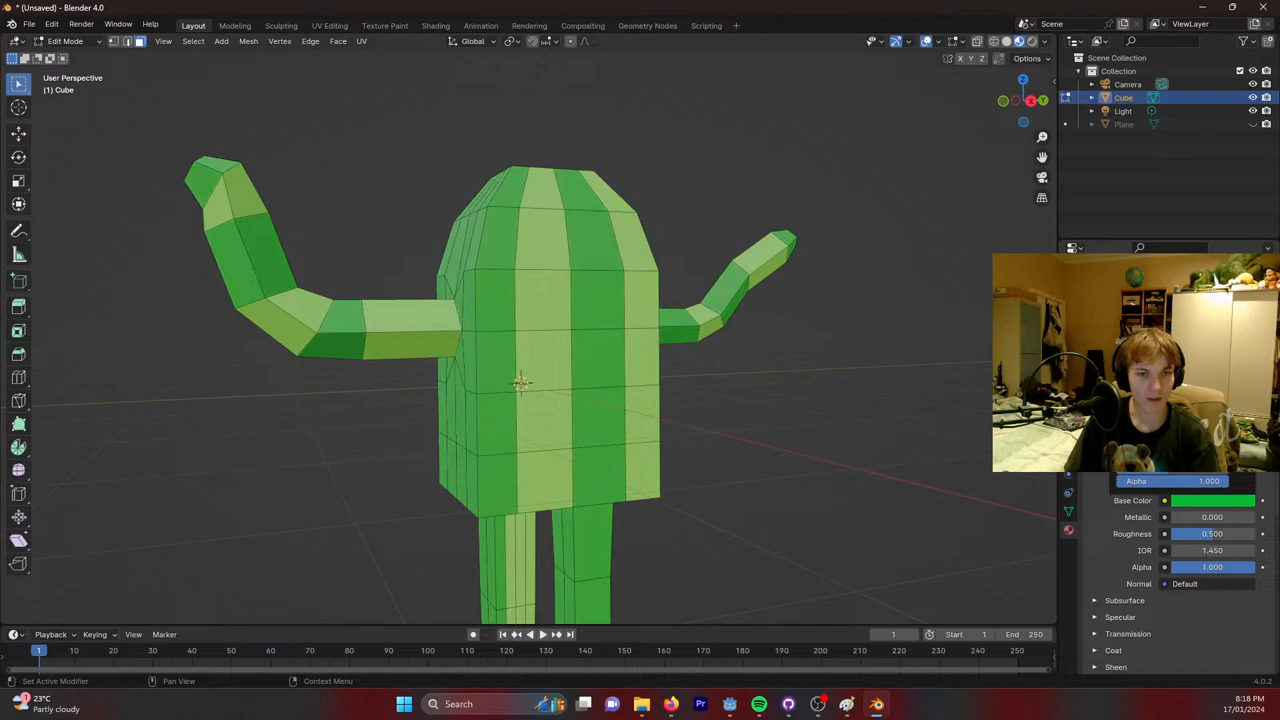 * (Unsaved) - Blender 4.0
File Edit Render Window Help Layout Modeling Sculpting UV Editing Texture Paint Shading Animation Rendering Compositing Geometry Nodes Scripting + Scene ViewLayer
Edit Mode View Select Add Mesh Vertex Edge Face UV Global
X Y Z Options
User Perspective
(1) Cube
Z
X Y
Scene Collection
Collection
Camera
Cube
Light
Plane
Alpha 1.000
Base Color
Metallic 0.000
Roughness 0.500
IOR 1.450
Alpha 1.000
Normal Default
Subsurface
Specular
Transmission
Coat
Sheen
Playback Keying View Marker 1 Start 1 End 250
1 10 20 30 40 50 60 70 80 90 100 110 120 130 140 150 160 170 180 190 200 210 220 230 240 250
Set Active Modifier Pan View Context Menu 4.0.2
23°C
Partly cloudy
Search
8:18 PM
17/01/2024